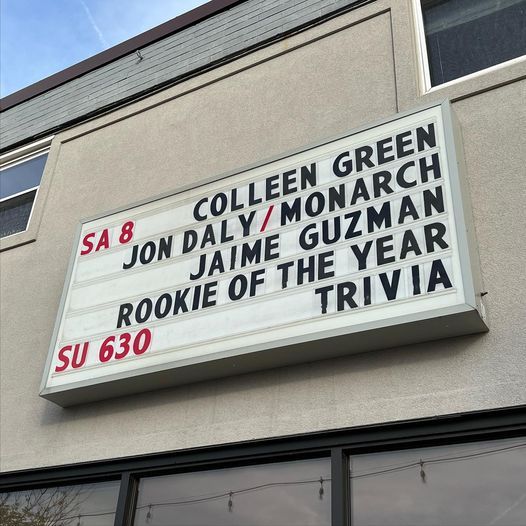 SA 8 COLLEEN GREEN
JON DALY/MONARCH
JAIME GUZMAN
ROOKIE OF THE YEAR
SU 630 TRIVIA